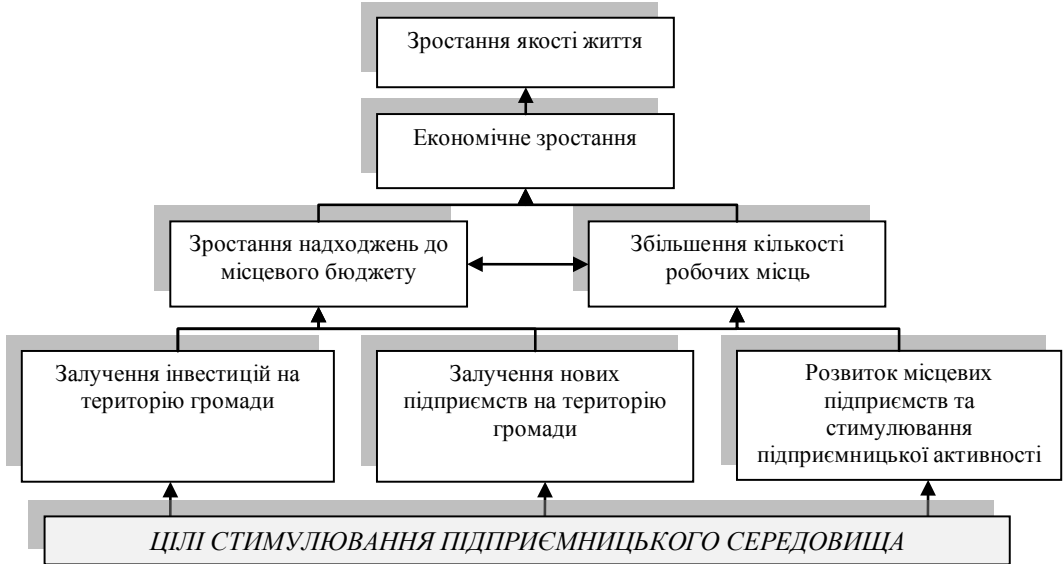 Зростання якості життя
Економічне зростання
Зростання надходжень до
місцевого бюджету
Збільшення кількості
робочих місць
Залучення інвестицій на
територію громади
Залучення нових
підприємств на територію
громади
Розвиток місцевих
підприємств та
стимулювання
підприємницької активності
ЦІЛІ СТИМУЛЮВАННЯ ПІДПРИЄМНИЦЬКОГО СЕРЕДОВИЩА